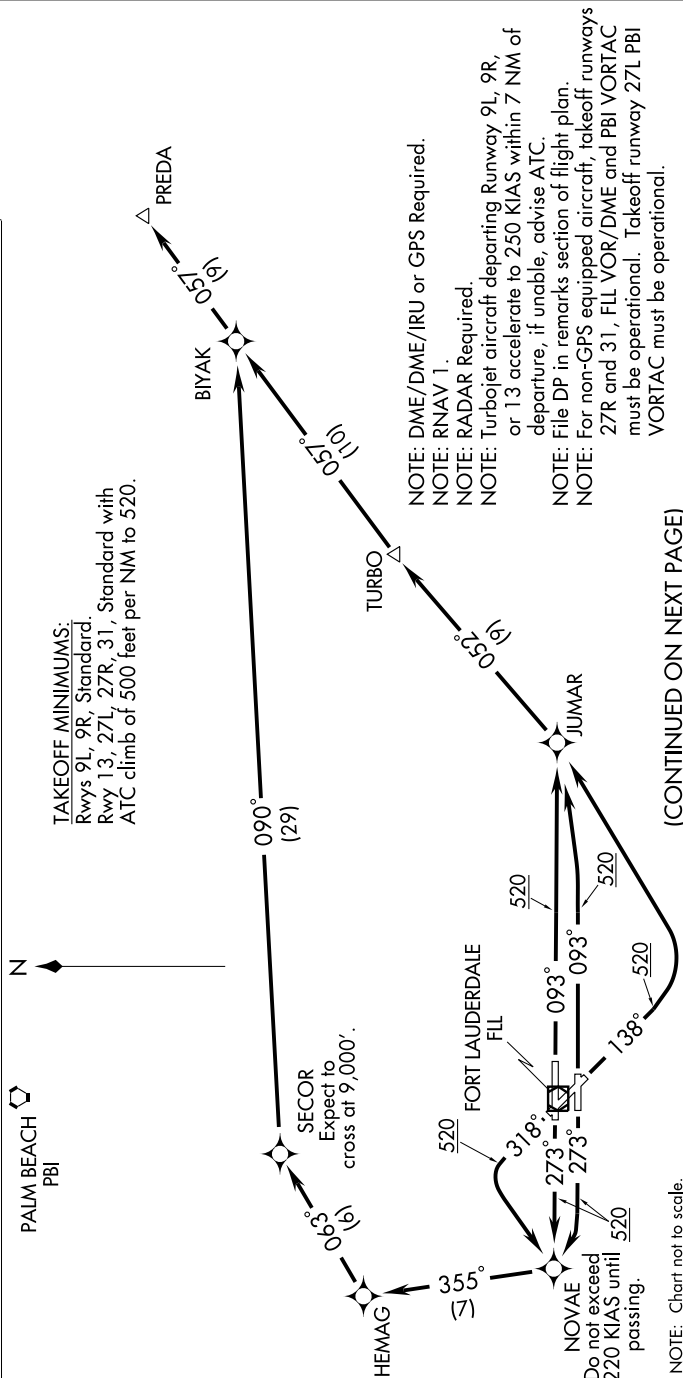 N
PALM BEACH
PBI
TAKEOFF MINIMUMS:
Rwys 9L, 9R, Standard.
Rwy 13, 27L, 27R, 31, Standard with
ATC climb of 500 feet per NM to 520.
PREDA
057°
(9)
BIYAK
057°
(10)
TURBO
052°
(9)
JUMAR
090°
(29)
SECOR
Expect to
cross at 9,000'.
063°
(6)
HEMAG
355°
(7)
NOVAE
Do not exceed
220 KIAS until
passing.
FORT LAUDERDALE
FLL
520
318°
273°
273°
520
093°
093°
520
520
138°
520
NOTE: DME/DME/IRU or GPS Required.
NOTE: RNAV 1.
NOTE: RADAR Required.
NOTE: Turbojet aircraft departing Runway 9L, 9R,
or 13 accelerate to 250 KIAS within 7 NM of
departure, if unable, advise ATC.
NOTE: File DP in remarks section of flight plan.
NOTE: For non-GPS equipped aircraft, takeoff runways
27R and 31, FLL VOR/DME and PBI VORTAC
must be operational. Takeoff runway 27L PBI
VORTAC must be operational.
(CONTINUED ON NEXT PAGE)
NOTE: Chart not to scale.